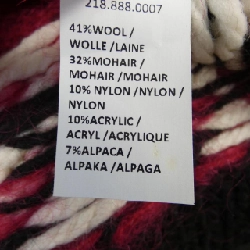 218.888.0007
41%WOOL /
WOLLE /LAINE
32%MOHAIR /
MOHAIR /MOHAIR
10% NYLON /NYLON /
NYLON
10%ACRYLIC /
ACRYL /ACRYLIQUE
7%ALPACA /
ALPAKA /ALPAGA